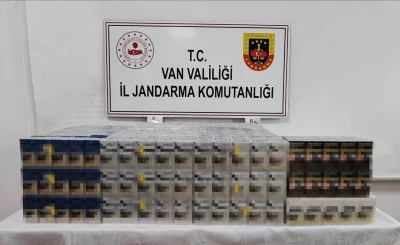 T.C.
VAN VALİLİĞİ
İL JANDARMA KOMUTANLIĞI